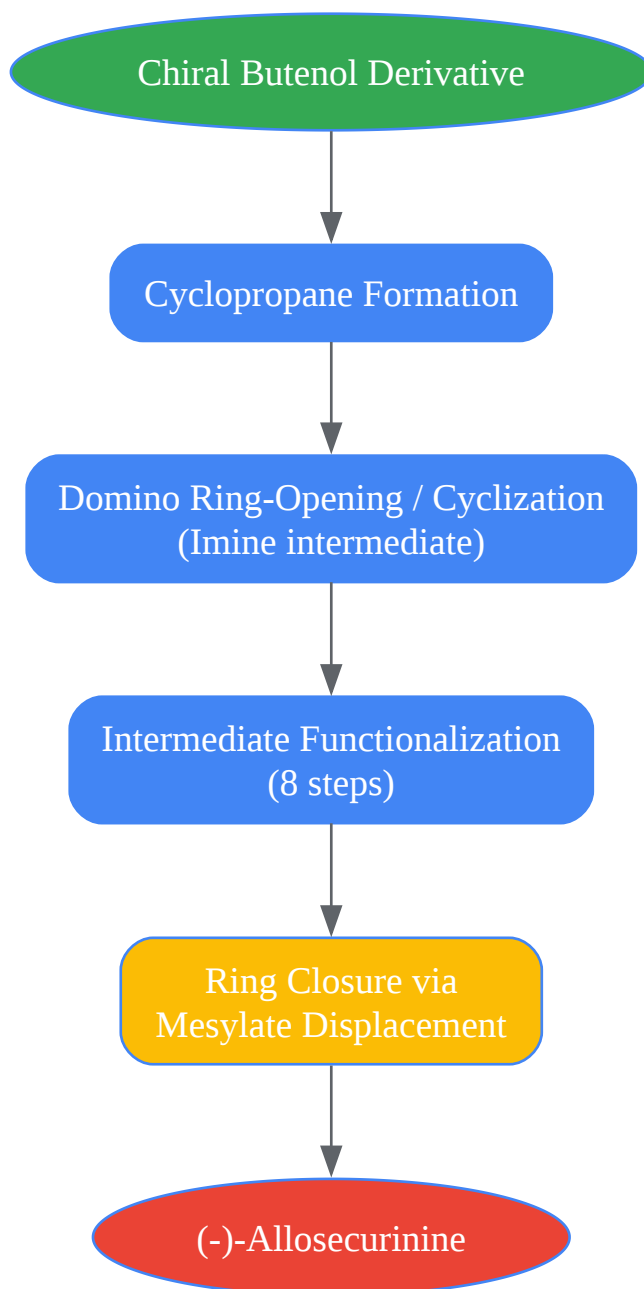 Chiral Butenol Derivative
Cyclopropane Formation
Domino Ring-Opening / Cyclization
(Imine intermediate)
Intermediate Functionalization
(8 steps)
Ring Closure via
Mesylate Displacement
(-)-Allosecurinine